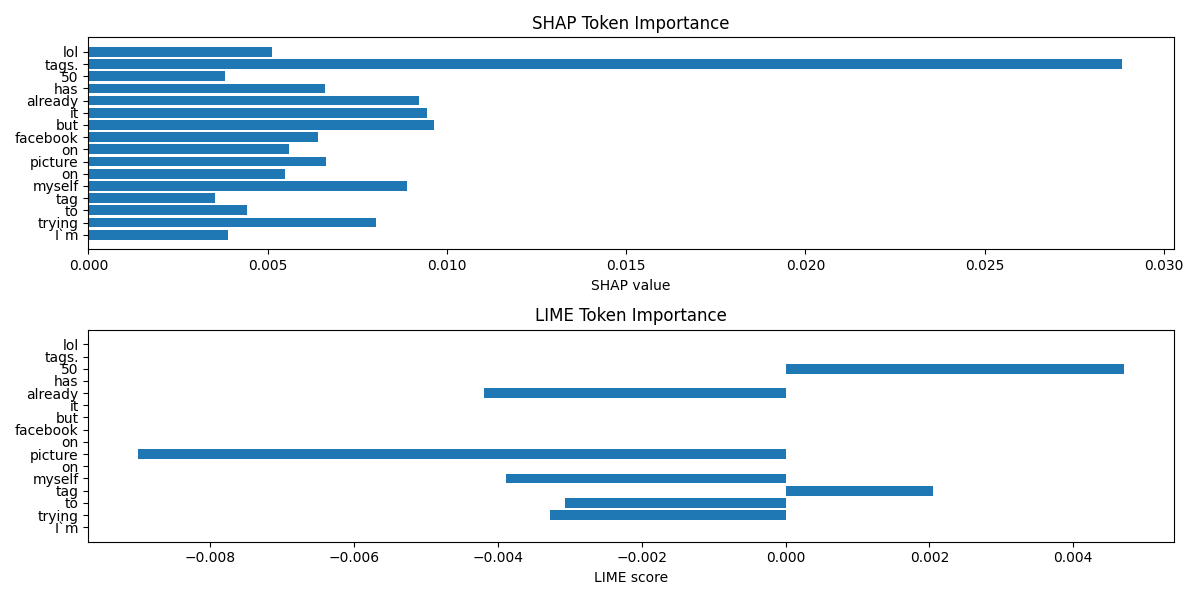 SHAP Token Importance
lol
tags.
50
has
already
it
but
facebook
on
picture
on
myself
tag
to
trying
I`m
0.000 0.005 0.010 0.015 0.020 0.025 0.030
SHAP value
LIME Token Importance
lol
tags.
50
has
already
it
but
facebook
on
picture
on
myself
tag
to
trying
I`m
−0.008 −0.006 −0.004 −0.002 0.000 0.002 0.004
LIME score